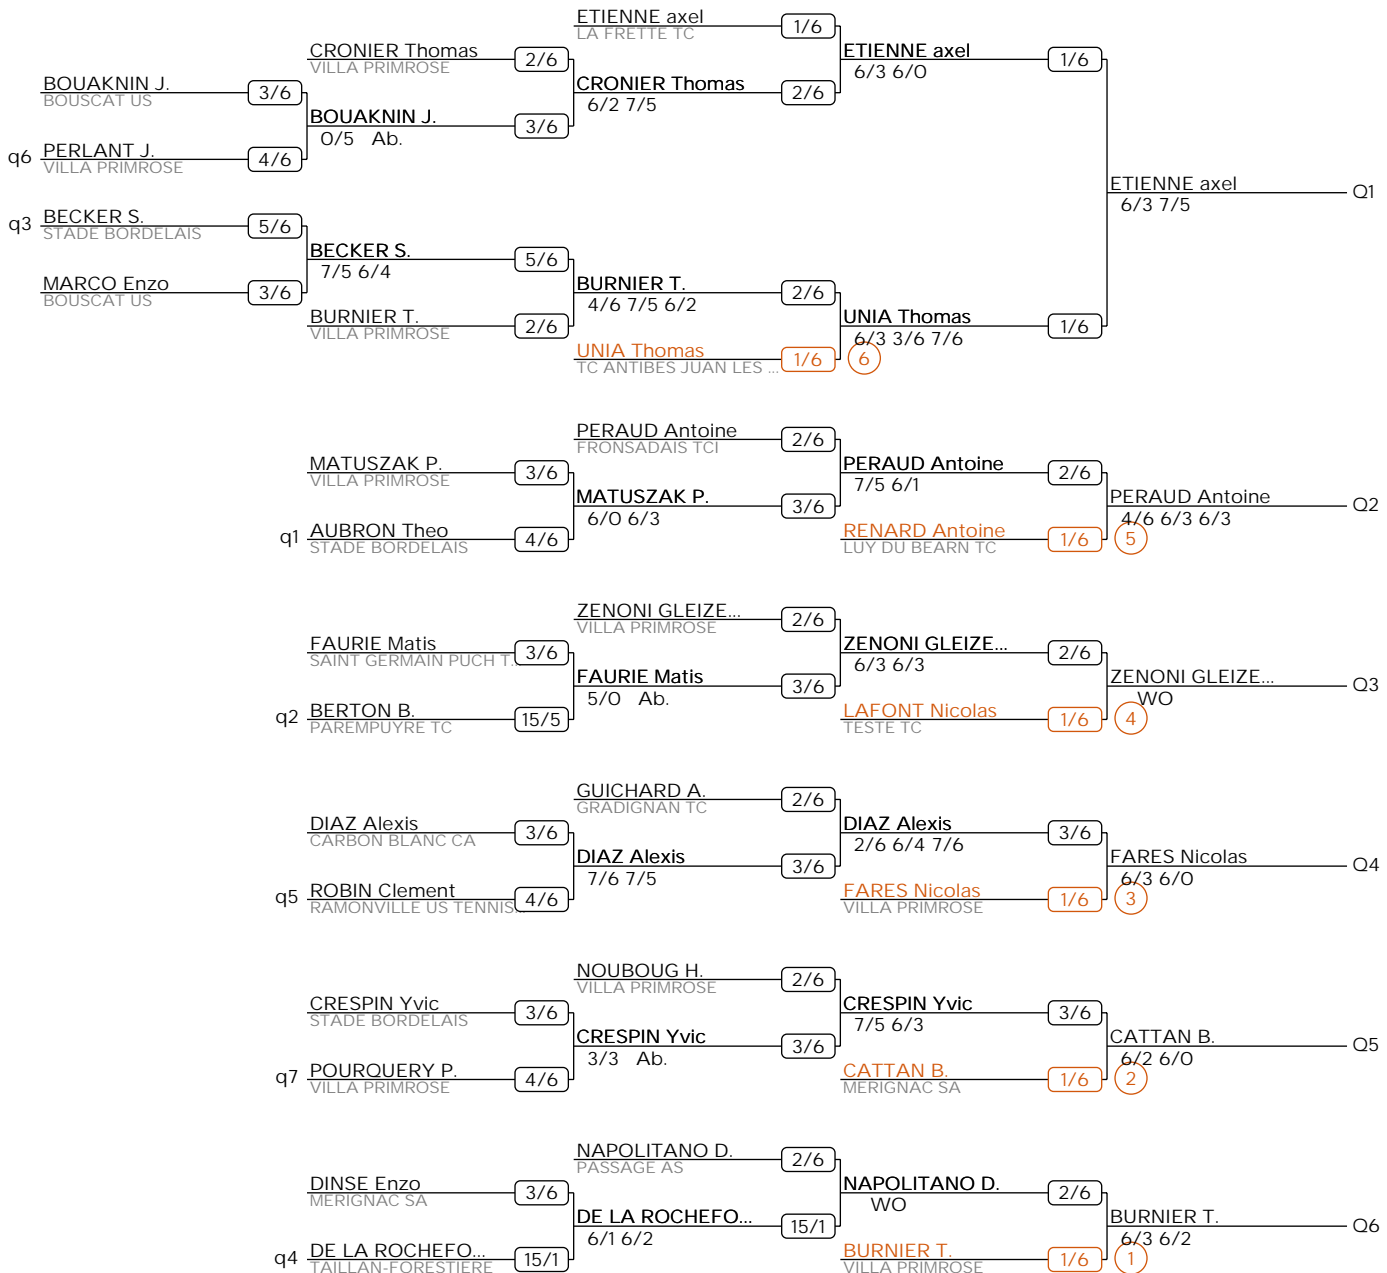 ETIENNE axel
LA FRETTE TC
1/6
CRONIER Thomas
VILLA PRIMROSE
2/6
ETIENNE axel
6/3 6/0
1/6
BOUAKNIN J.
BOUSCAT US
3/6
CRONIER Thomas
6/2 7/5
2/6
BOUAKNIN J.
0/5 Ab.
3/6
q6 PERLANT J.
VILLA PRIMROSE
4/6
ETIENNE axel
6/3 7/5
Q1
q3 BECKER S.
STADE BORDELAIS
5/6
BECKER S.
7/5 6/4
5/6
MARCO Enzo
BOUSCAT US
3/6
BURNIER T.
4/6 7/5 6/2
2/6
BURNIER T.
VILLA PRIMROSE
2/6
UNIA Thomas
6/3 3/6 7/6
1/6
UNIA Thomas
TC ANTIBES JUAN LES ...
1/6
6
PERAUD Antoine
FRONSADAIS TCI
2/6
MATUSZAK P.
VILLA PRIMROSE
3/6
PERAUD Antoine
7/5 6/1
2/6
MATUSZAK P.
6/0 6/3
3/6
PERAUD Antoine
4/6 6/3 6/3
Q2
q1 AUBRON Theo
STADE BORDELAIS
4/6
RENARD Antoine
LUY DU BEARN TC
1/6
5
ZENONI GLEIZE...
VILLA PRIMROSE
2/6
FAURIE Matis
SAINT GERMAIN PUCH T...
3/6
ZENONI GLEIZE...
6/3 6/3
2/6
FAURIE Matis
5/0 Ab.
3/6
ZENONI GLEIZE...
WO
Q3
q2 BERTON B.
PAREMPUYRE TC
15/5
LAFONT Nicolas
TESTE TC
1/6
4
GUICHARD A.
GRADIGNAN TC
2/6
DIAZ Alexis
CARBON BLANC CA
3/6
DIAZ Alexis
2/6 6/4 7/6
3/6
DIAZ Alexis
7/6 7/5
3/6
FARES Nicolas
6/3 6/0
Q4
q5 ROBIN Clement
RAMONVILLE US TENNIS...
4/6
FARES Nicolas
VILLA PRIMROSE
1/6
3
NOUBOUG H.
VILLA PRIMROSE
2/6
CRESPIN Yvic
STADE BORDELAIS
3/6
CRESPIN Yvic
7/5 6/3
3/6
CRESPIN Yvic
3/3 Ab.
3/6
CATTAN B.
6/2 6/0
Q5
q7 POURQUERY P.
VILLA PRIMROSE
4/6
CATTAN B.
MERIGNAC SA
1/6
2
NAPOLITANO D.
PASSAGE AS
2/6
DINSE Enzo
MERIGNAC SA
3/6
NAPOLITANO D.
WO
2/6
DE LA ROCHEFO...
6/1 6/2
15/1
BURNIER T.
6/3 6/2
Q6
q4 DE LA ROCHEFO...
TAILLAN-FORESTIERE
15/1
BURNIER T.
VILLA PRIMROSE
1/6
1